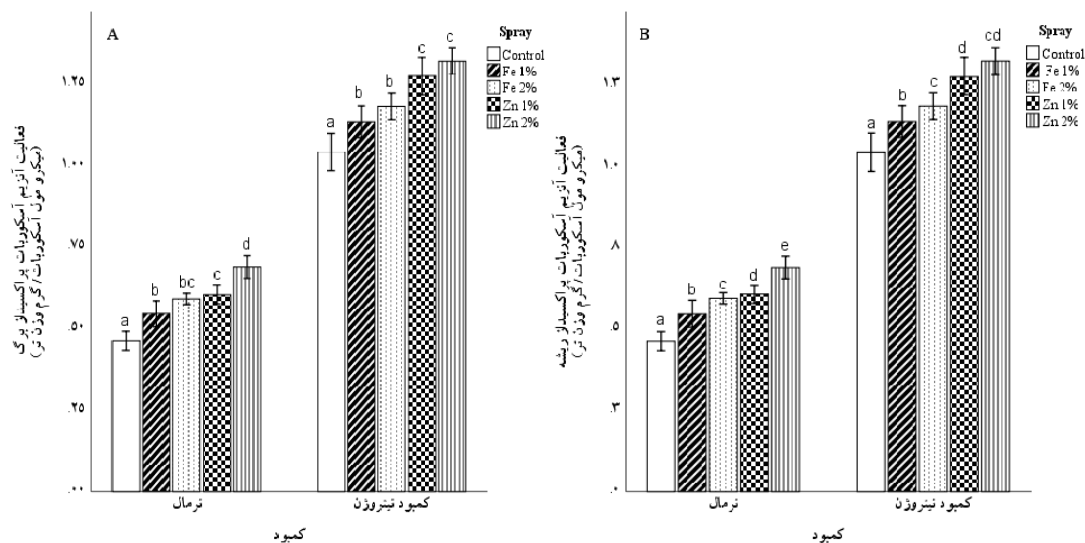 A
Spray
Control
Fe 1%
Fe 2%
Zn 1%
Zn 2%
فعالیت آنزیم آسکوربات پراکسیداز برگ
(میکرو مول آسکوربات/ گرم وزن تر)
۱.۲۵
۱.۰۰
.۷۵
.۵۰
.۲۵
.۰۰
a
b
bc
c
d
a
b
b
c
c
نرمال
کمبود نیتروژن
کمبود
B
Spray
Control
Fe 1%
Fe 2%
Zn 1%
Zn 2%
فعالیت آنزیم آسکوربات پراکسیداز ریشه
(میکرو مول آسکوربات/ گرم وزن تر)
۱.۳
۱.۰
.۸
.۵
.۳
.۰
a
b
c
d
e
a
b
c
d
cd
نرمال
کمبود نیتروژن
کمبود